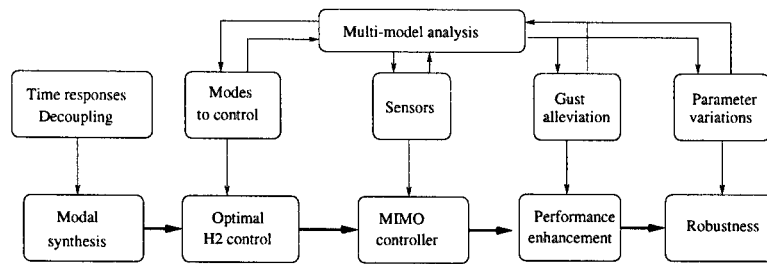 Multi-model analysis
Time responses
Decoupling
Modes
to control
Sensors
Gust
alleviation
Parameter
variations
Modal
synthesis
Optimal
H2 control
MIMO
controller
Performance
enhancement
Robustness